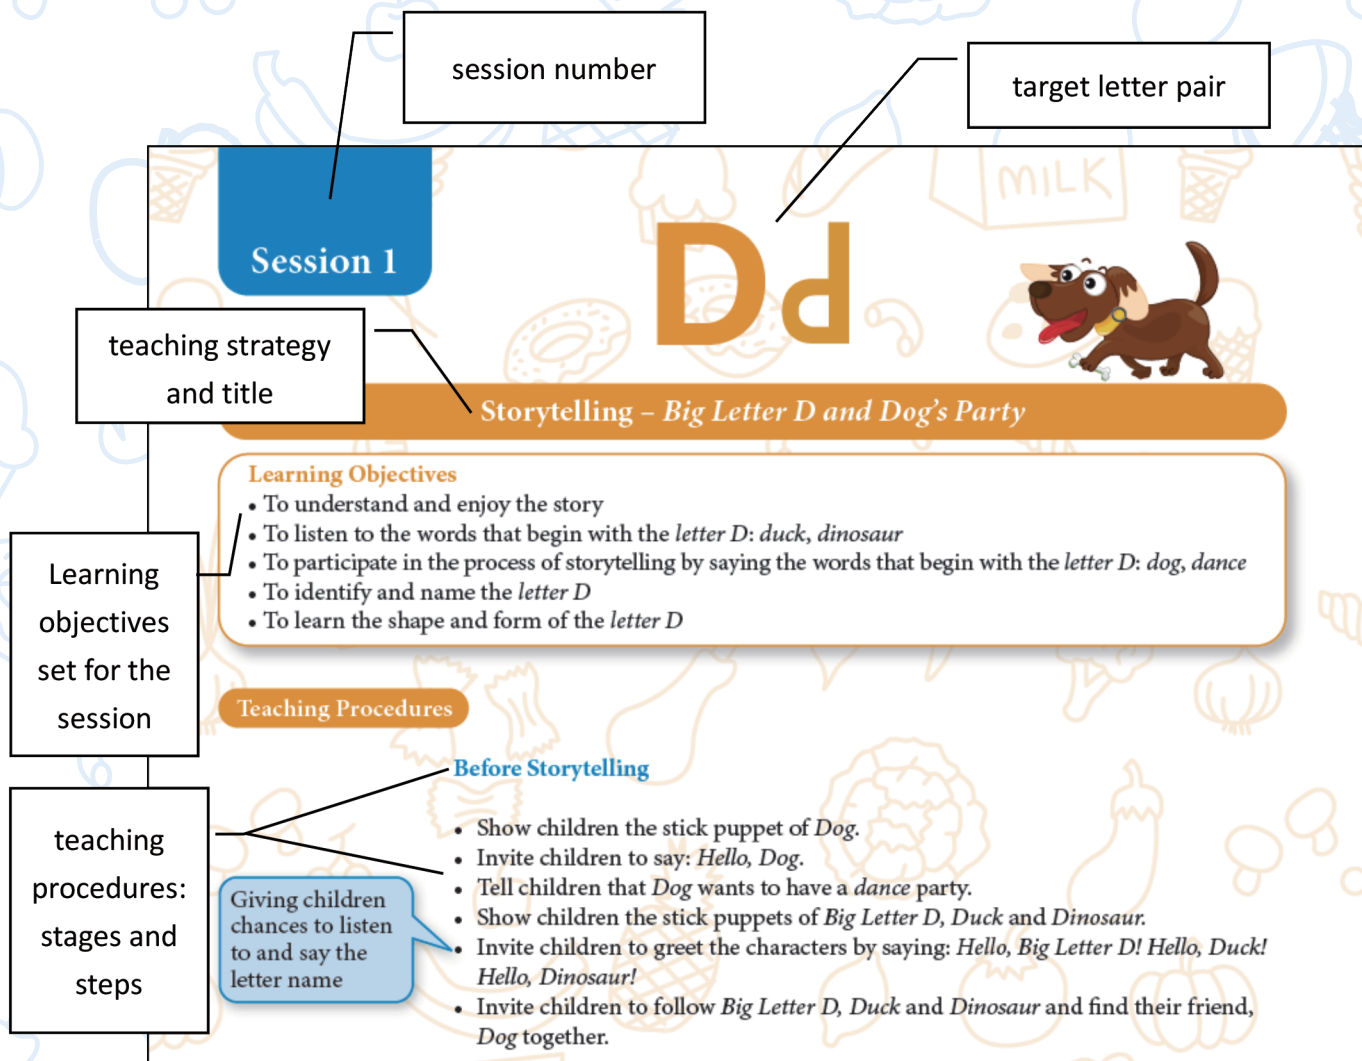 session number
target letter pair
MILK
Session 1
Dd
teaching strategy
and title
Storytelling – Big Letter D and Dog's Party
Learning Objectives
• To understand and enjoy the story
• To listen to the words that begin with the letter D: duck, dinosaur
• To participate in the process of storytelling by saying the words that begin with the letter D: dog, dance
• To identify and name the letter D
• To learn the shape and form of the letter D
Learning
objectives
set for the
session
Teaching Procedures
teaching
procedures:
stages and
steps
Before Storytelling
• Show children the stick puppet of Dog.
• Invite children to say: Hello, Dog.
• Tell children that Dog wants to have a dance party.
• Show children the stick puppets of Big Letter D, Duck and Dinosaur.
• Invite children to greet the characters by saying: Hello, Big Letter D! Hello, Duck!
Hello, Dinosaur!
• Invite children to follow Big Letter D, Duck and Dinosaur and find their friend,
Dog together.
Giving children
chances to listen
to and say the
letter name